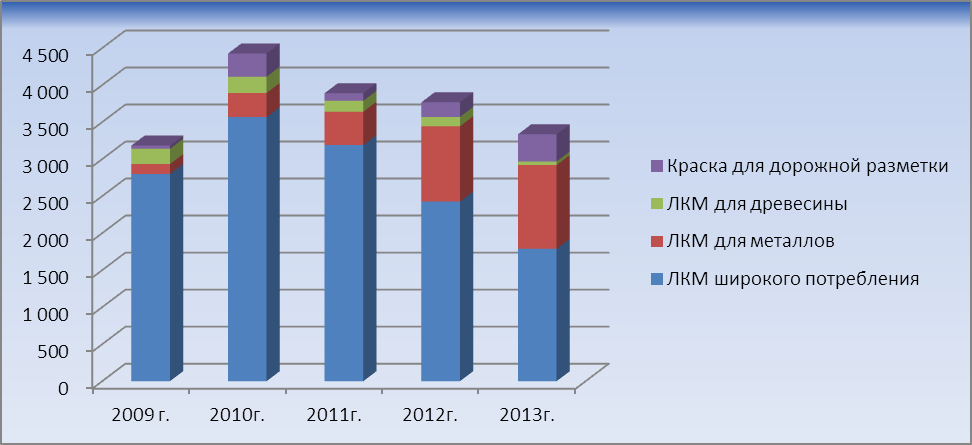 4 500
4 000
3 500
3 000
2 500
2 000
1 500
1 000
500
0
2009 г.
2010г.
2011г.
2012г.
2013г.
Краска для дорожной разметки
ЛКМ для древесины
ЛКМ для металлов
ЛКМ широкого потребления